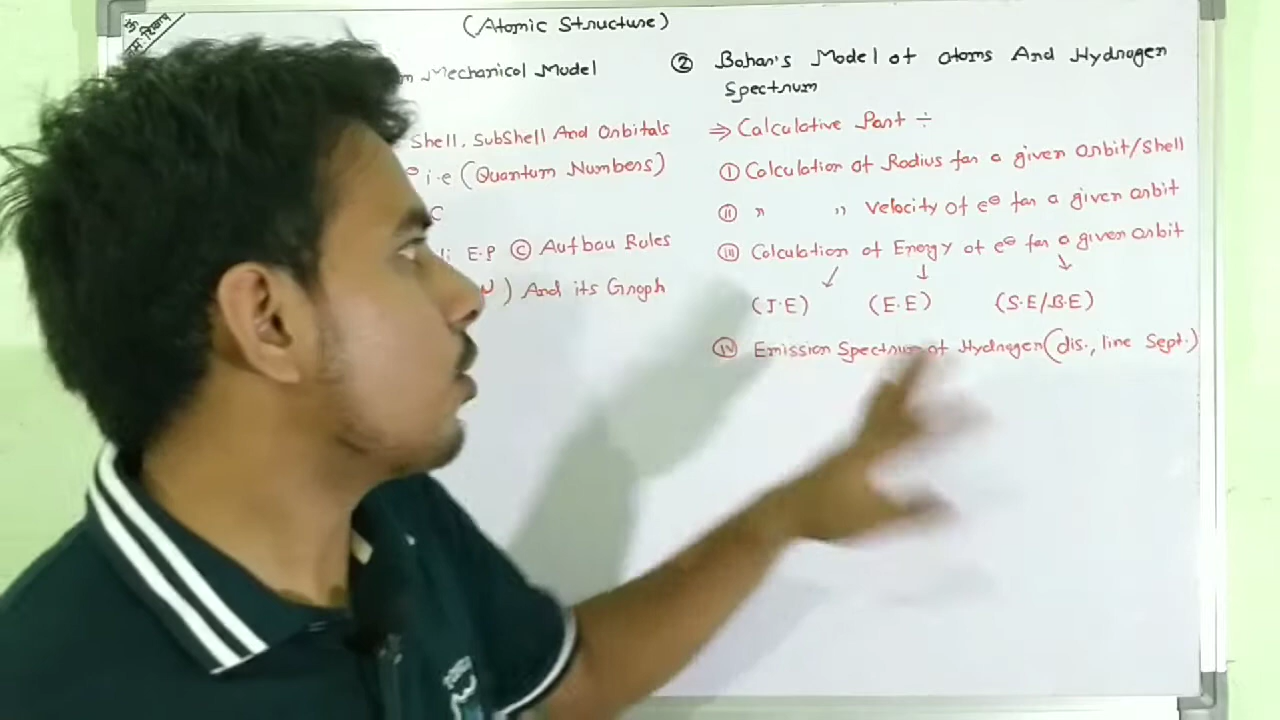 ॐ नमः शिवाय
(Atomic Structure)
m Mechanical Model
Shell, SubShell And Orbitals
i.e (Quantum Numbers)
C
li E.P © Aufbau Rules
) And its Graph
② Bohar's Model of atoms And Hydrogen
Spectrum
⇒ Calculative Part ÷
① Calculation of Radius for a given orbit/Shell
ⓘⓘ " " Velocity of e⊖ for a given orbit
ⓘⓘⓘ Calculation of Energy of e⊖ for a given orbit
↓ ↓ ↓
(I.E) (E.E) (S.E/B.E)
ⓘⓥ Emission Spectrum of Hydrogen (dis., line Sept.)